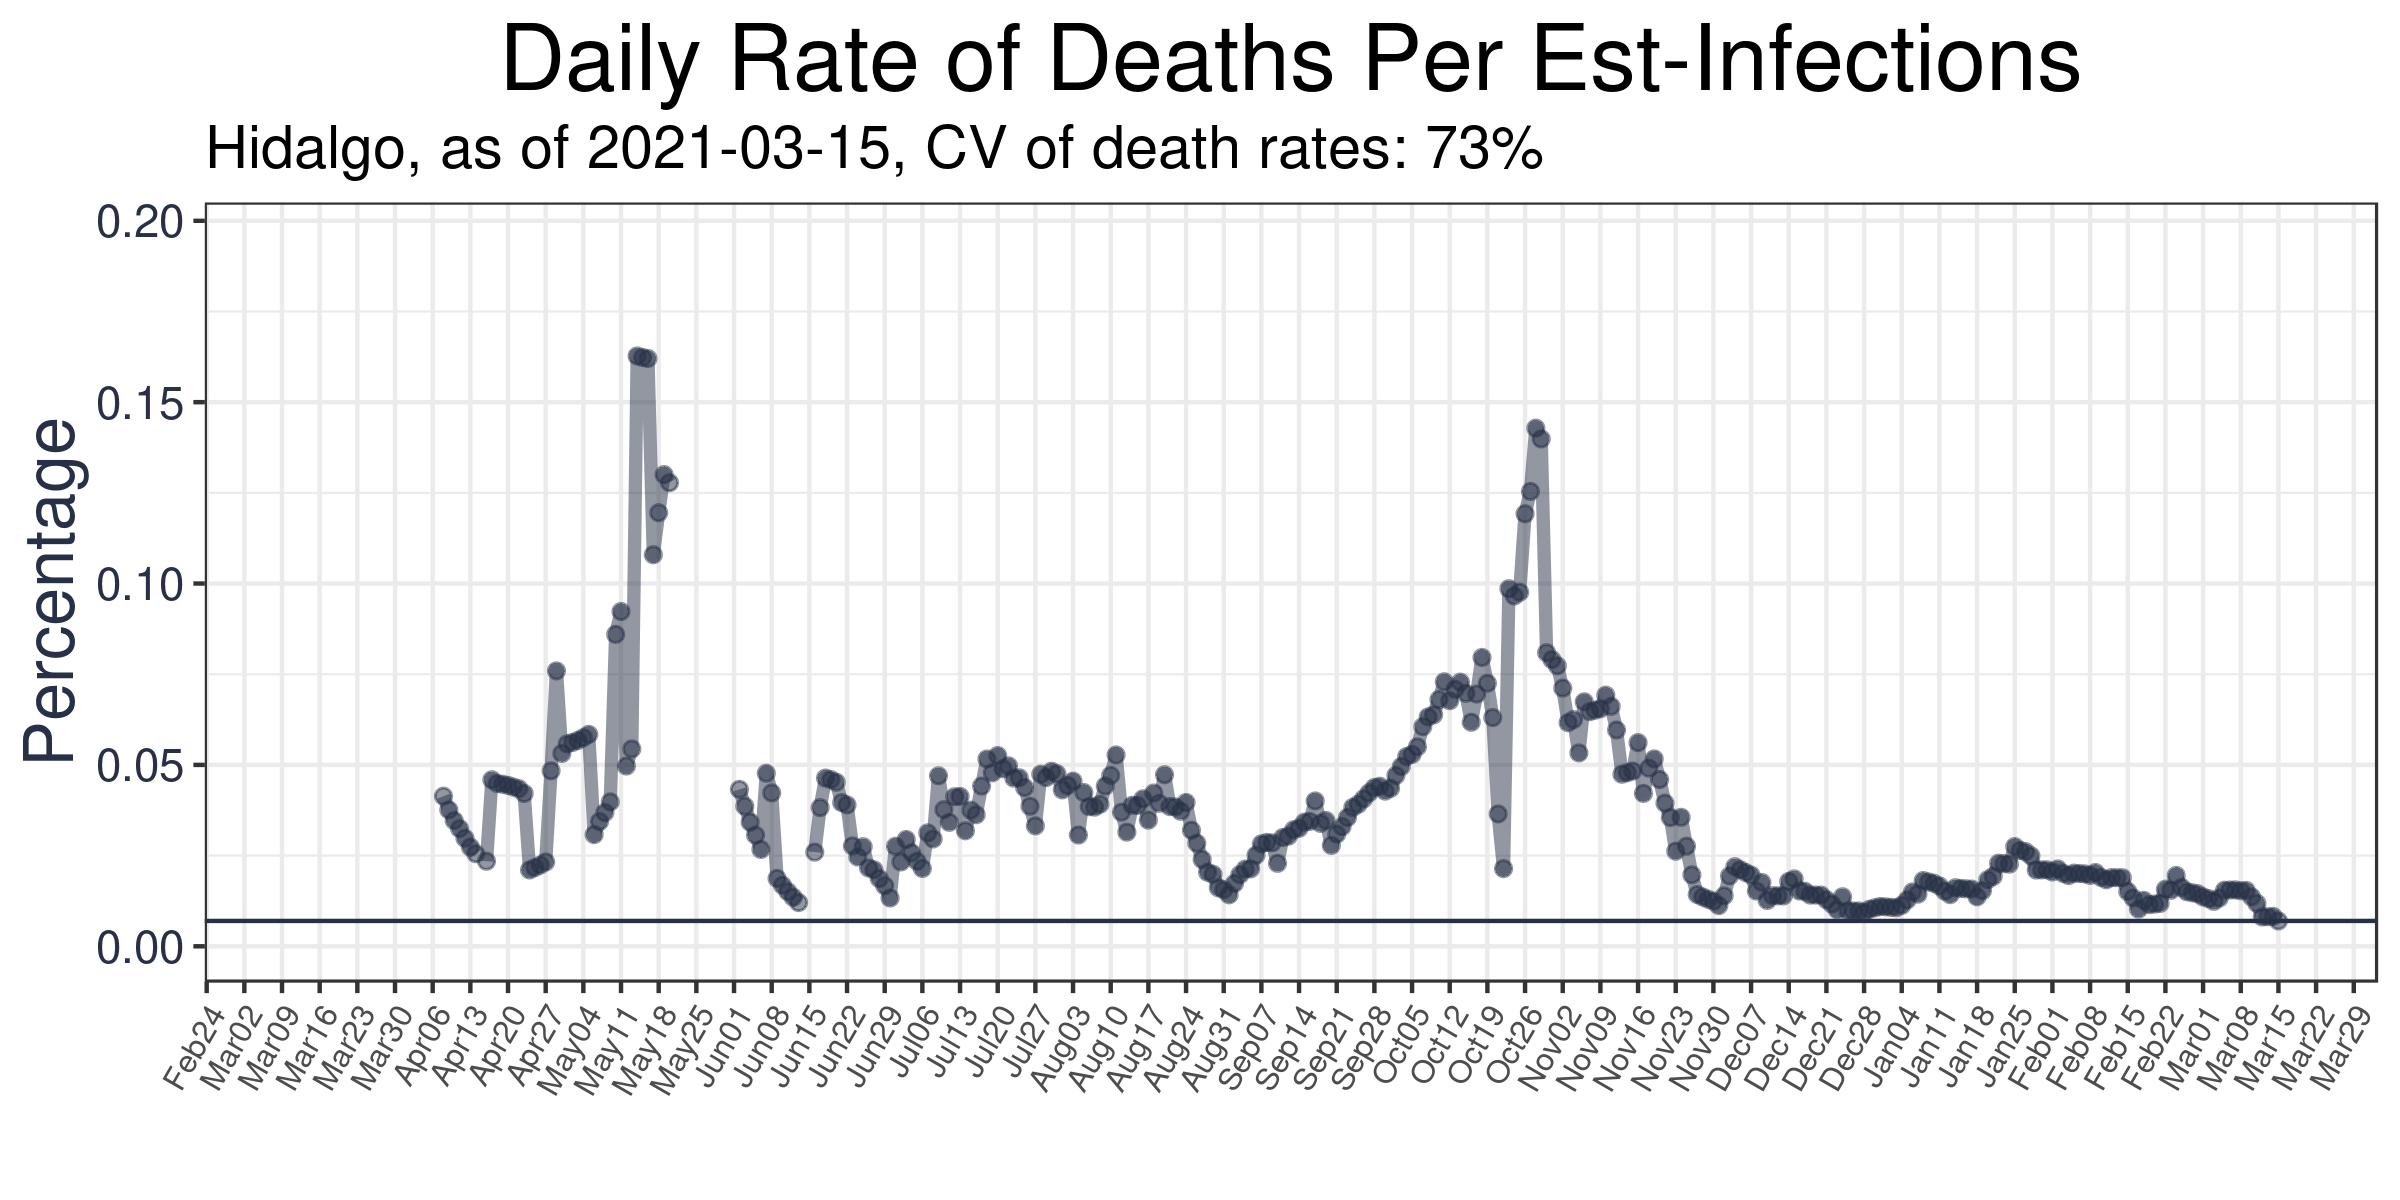 Daily Rate of Deaths Per Est-Infections
Hidalgo, as of 2021-03-15, CV of death rates: 73%
Percentage
0.20
0.15
0.10
0.05
0.00
Feb24
Mar02
Mar09
Mar16
Mar23
Mar30
Apr06
Apr13
Apr20
Apr27
May04
May11
May18
May25
Jun01
Jun08
Jun15
Jun22
Jun29
Jul06
Jul13
Jul20
Jul27
Aug03
Aug10
Aug17
Aug24
Aug31
Sep07
Sep14
Sep21
Sep28
Oct05
Oct12
Oct19
Oct26
Nov02
Nov09
Nov16
Nov23
Nov30
Dec07
Dec14
Dec21
Dec28
Jan04
Jan11
Jan18
Jan25
Feb01
Feb08
Feb15
Feb22
Mar01
Mar08
Mar15
Mar22
Mar29